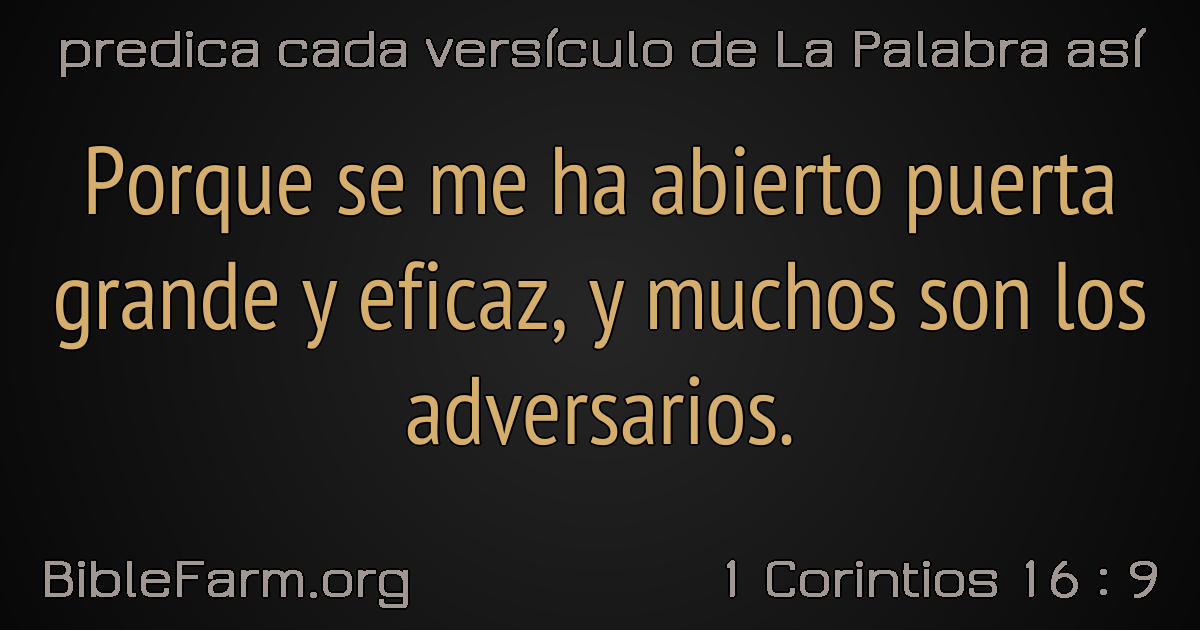 predica cada versículo de La Palabra así
Porque se me ha abierto puerta
grande y eficaz, y muchos son los
adversarios.
BibleFarm.org
1 Corintios 16 : 9